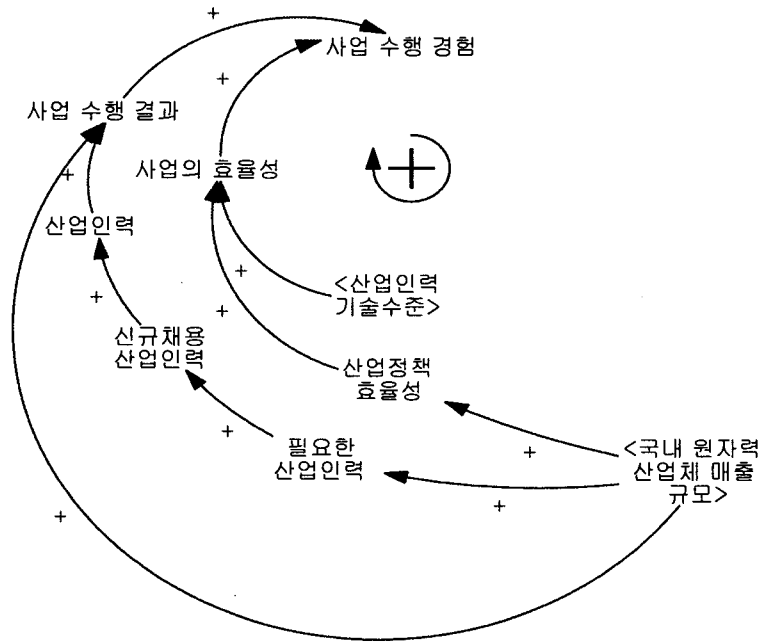 +
사업 수행 경험
+
사업 수행 결과
사업의 효율성
+
+
산업인력
+
<산업인력
기술수준>
+
+
신규채용
산업인력
산업정책
효율성
+
필요한
산업인력
+
<국내 원자력
산업체 매출
규모>
+
+